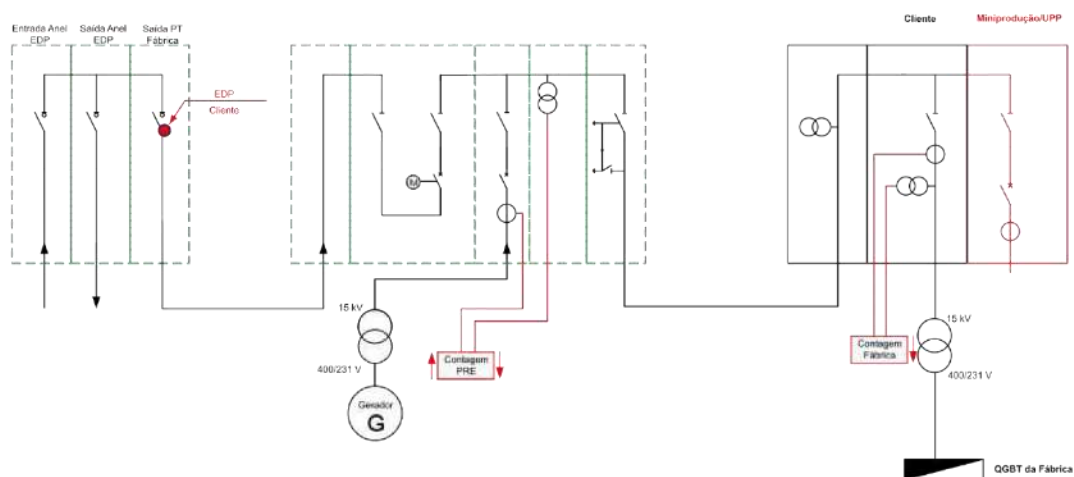 Entrada Anel
EDP
Saída Anel
EDP
Saída PT
Fábrica
EDP
Cliente
M
15 kV
400/231 V
Gerador
G
Contagem
PRE
Cliente
Miniprodução/UPP
Contagem
Fábrica
15 kV
400/231 V
QGBT da Fábrica